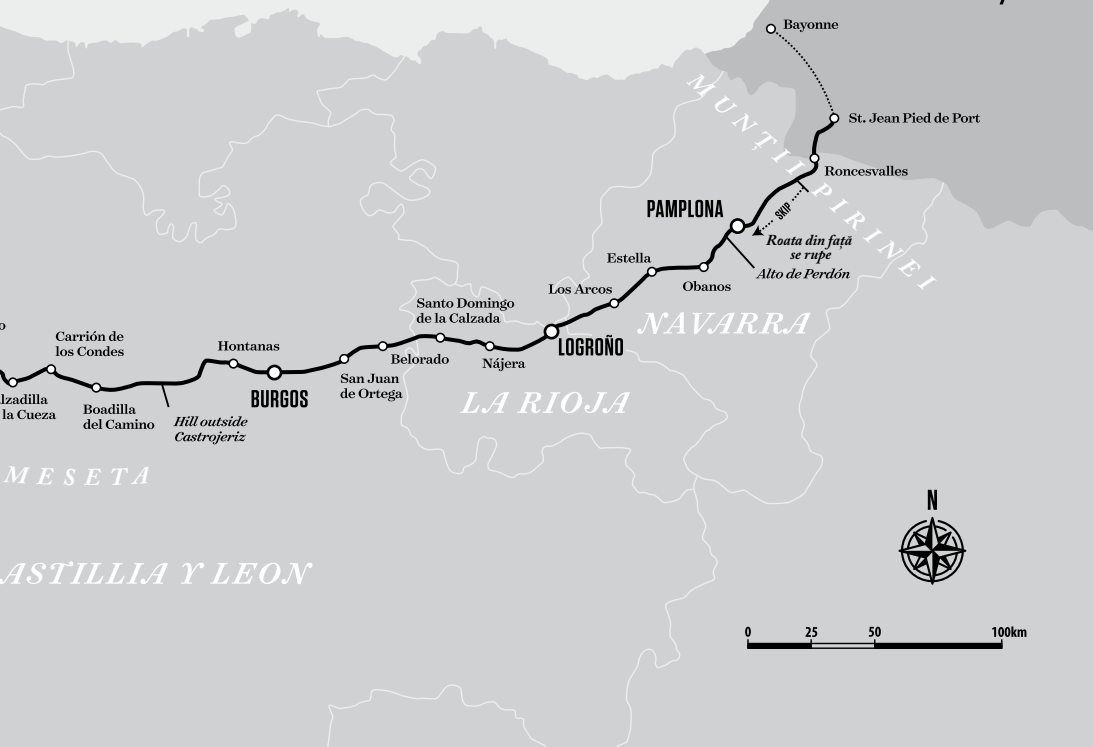 Bayonne
St. Jean Pied de Port
MUNȚII PIRINEI
Roncesvalles
PAMPLONA
SKIP
Roata din față
se rupe
Estella
Alto de Perdón
Obanos
Los Arcos
Santo Domingo
de la Calzada
NAVARRA
LOGROÑO
Carrión de
los Condes
Hontanas
Belorado
Nájera
San Juan
de Ortega
BURGOS
LA RIOJA
la Cueza
Boadilla
del Camino
Hill outside
Castrojeriz
MESETA
N
ASTILLIA Y LEON
0 25 50 100km